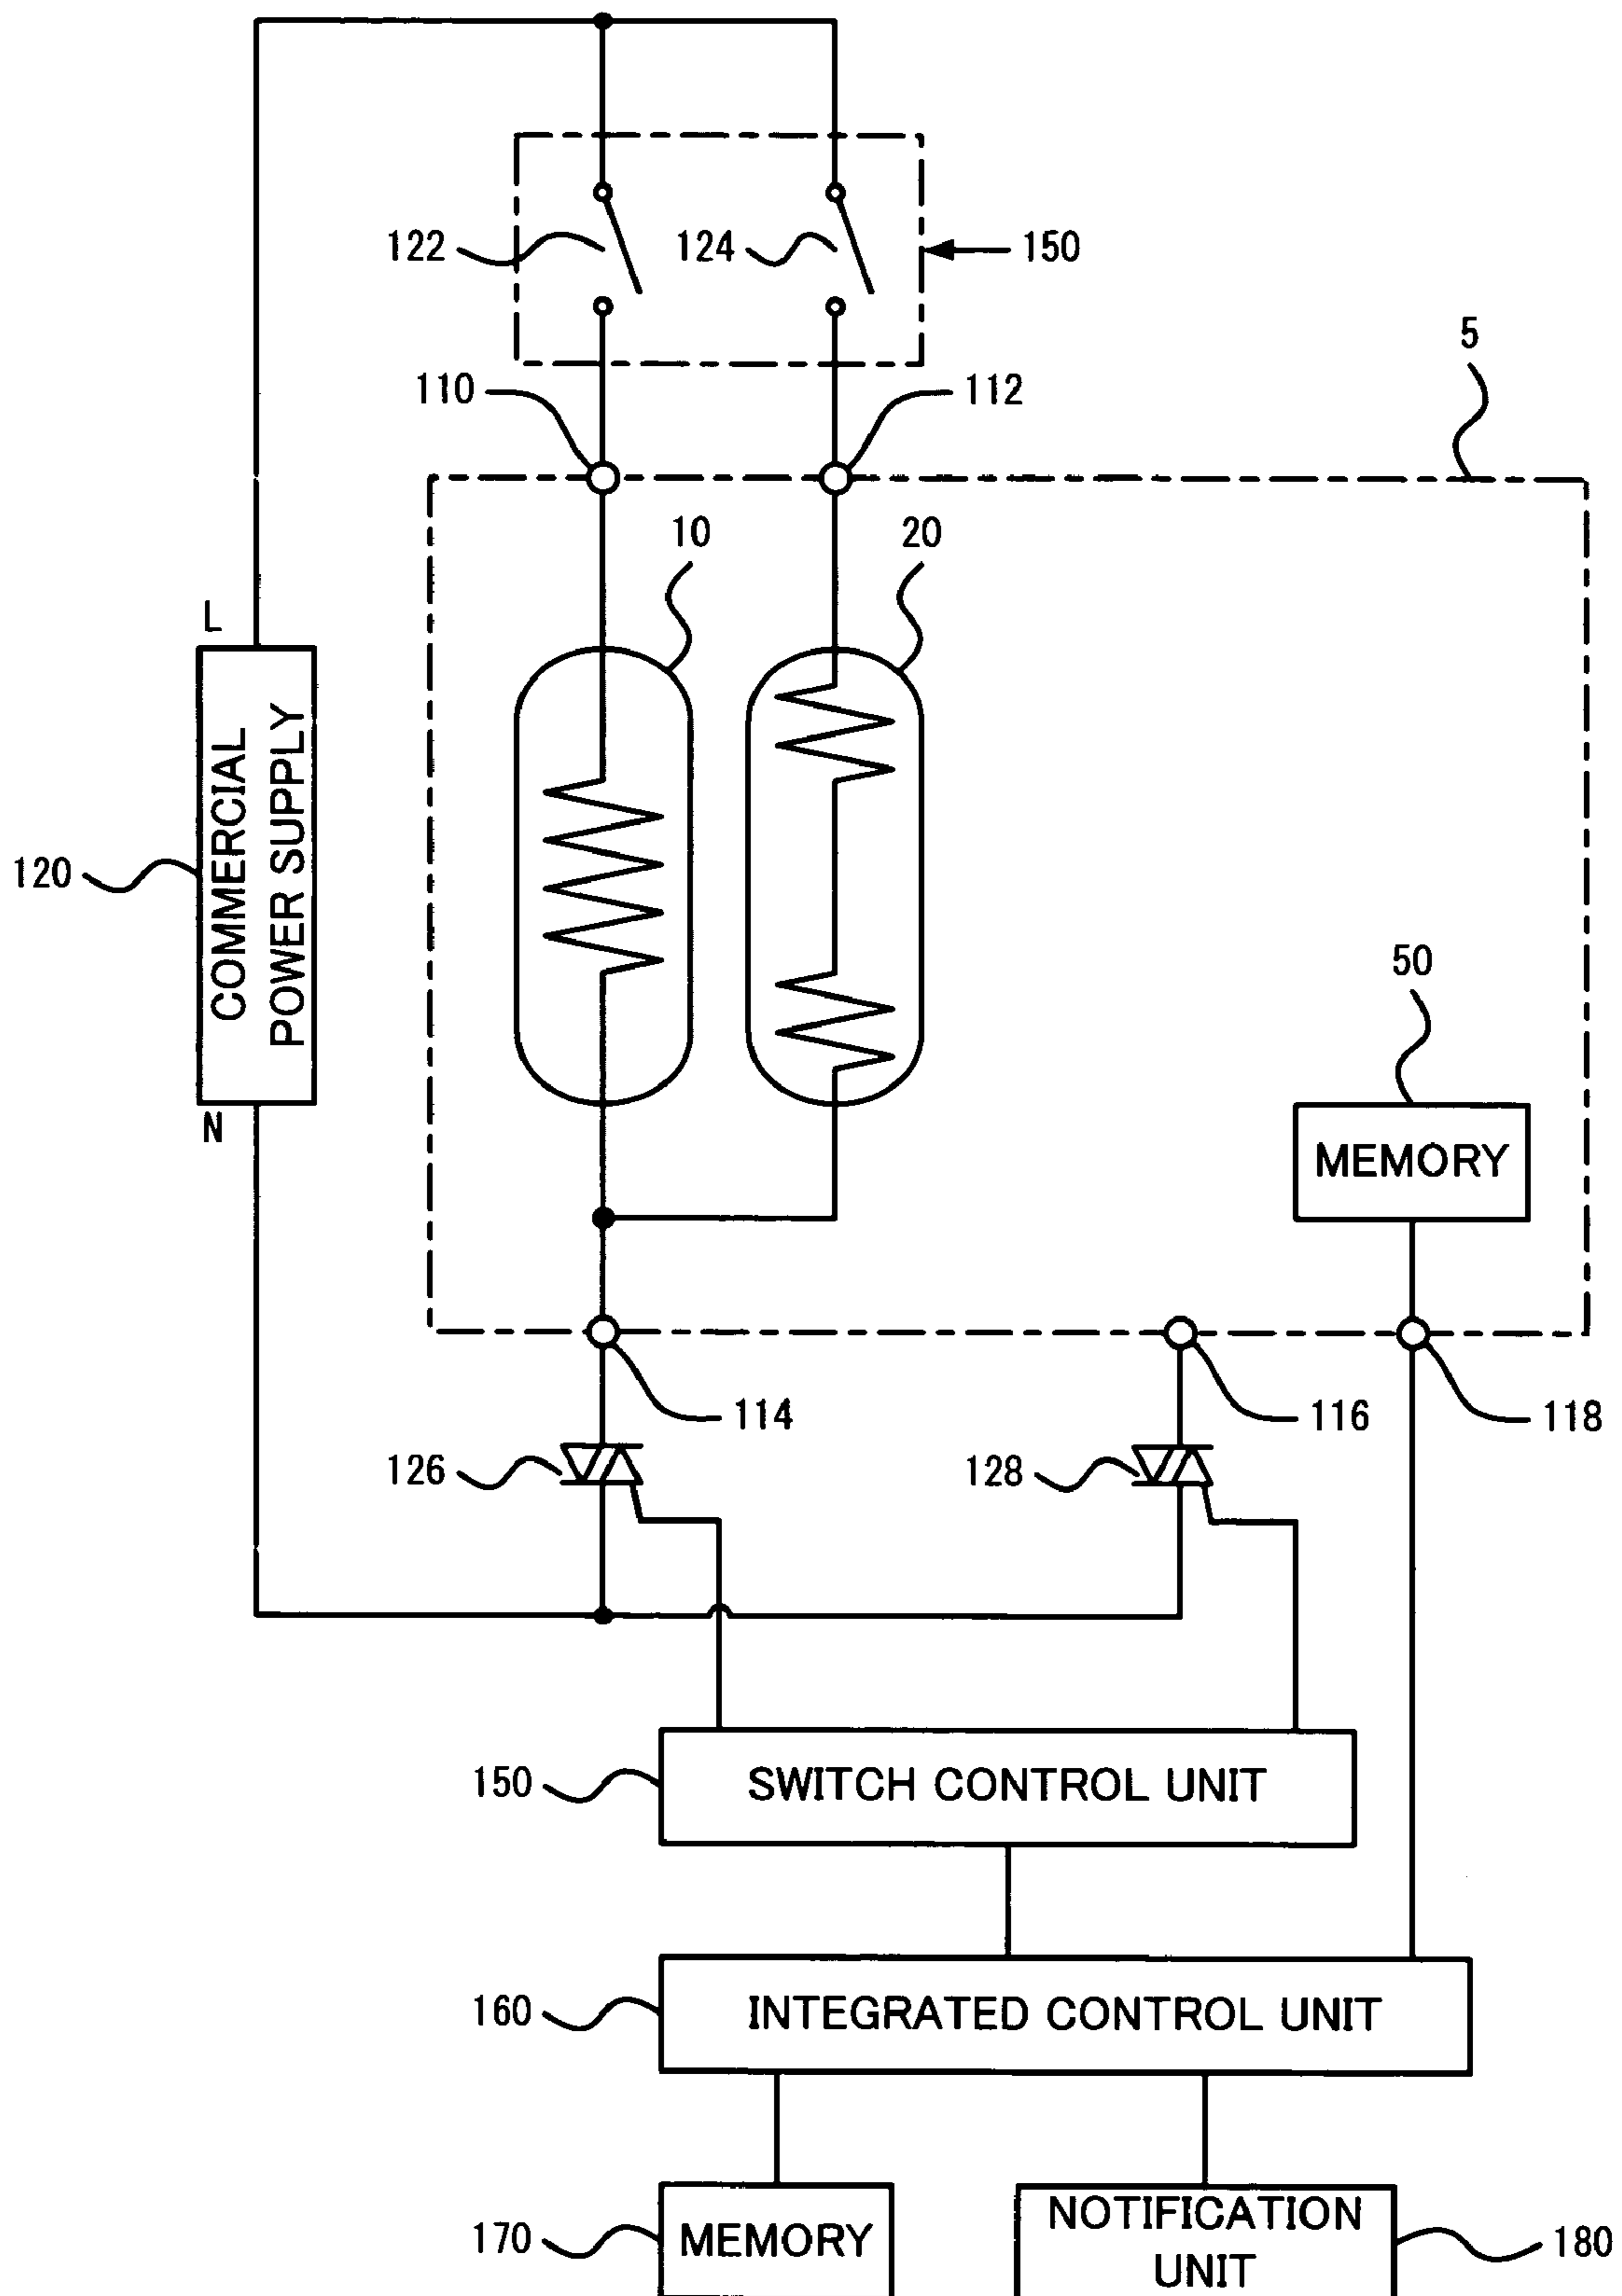 122
124
150
5
110
112
10
20
L
COMMERCIAL
POWER SUPPLY
120
50
N
MEMORY
114
116
118
126
128
150
SWITCH CONTROL UNIT
160
INTEGRATED CONTROL UNIT
170
MEMORY
NOTIFICATION
UNIT
180